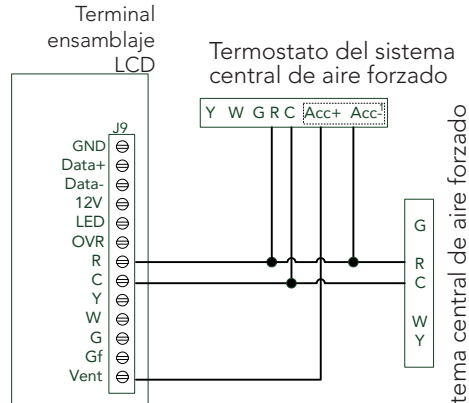 Terminal
ensamblaje
LCD
Termostato del sistema
central de aire forzado
Y W G R C Acc+ Acc-
J9
GND
Data+
Data-
12V
LED
OVR
R
C
Y
W
G
Gf
Vent
G
R
C
W
Y
central de aire forzado